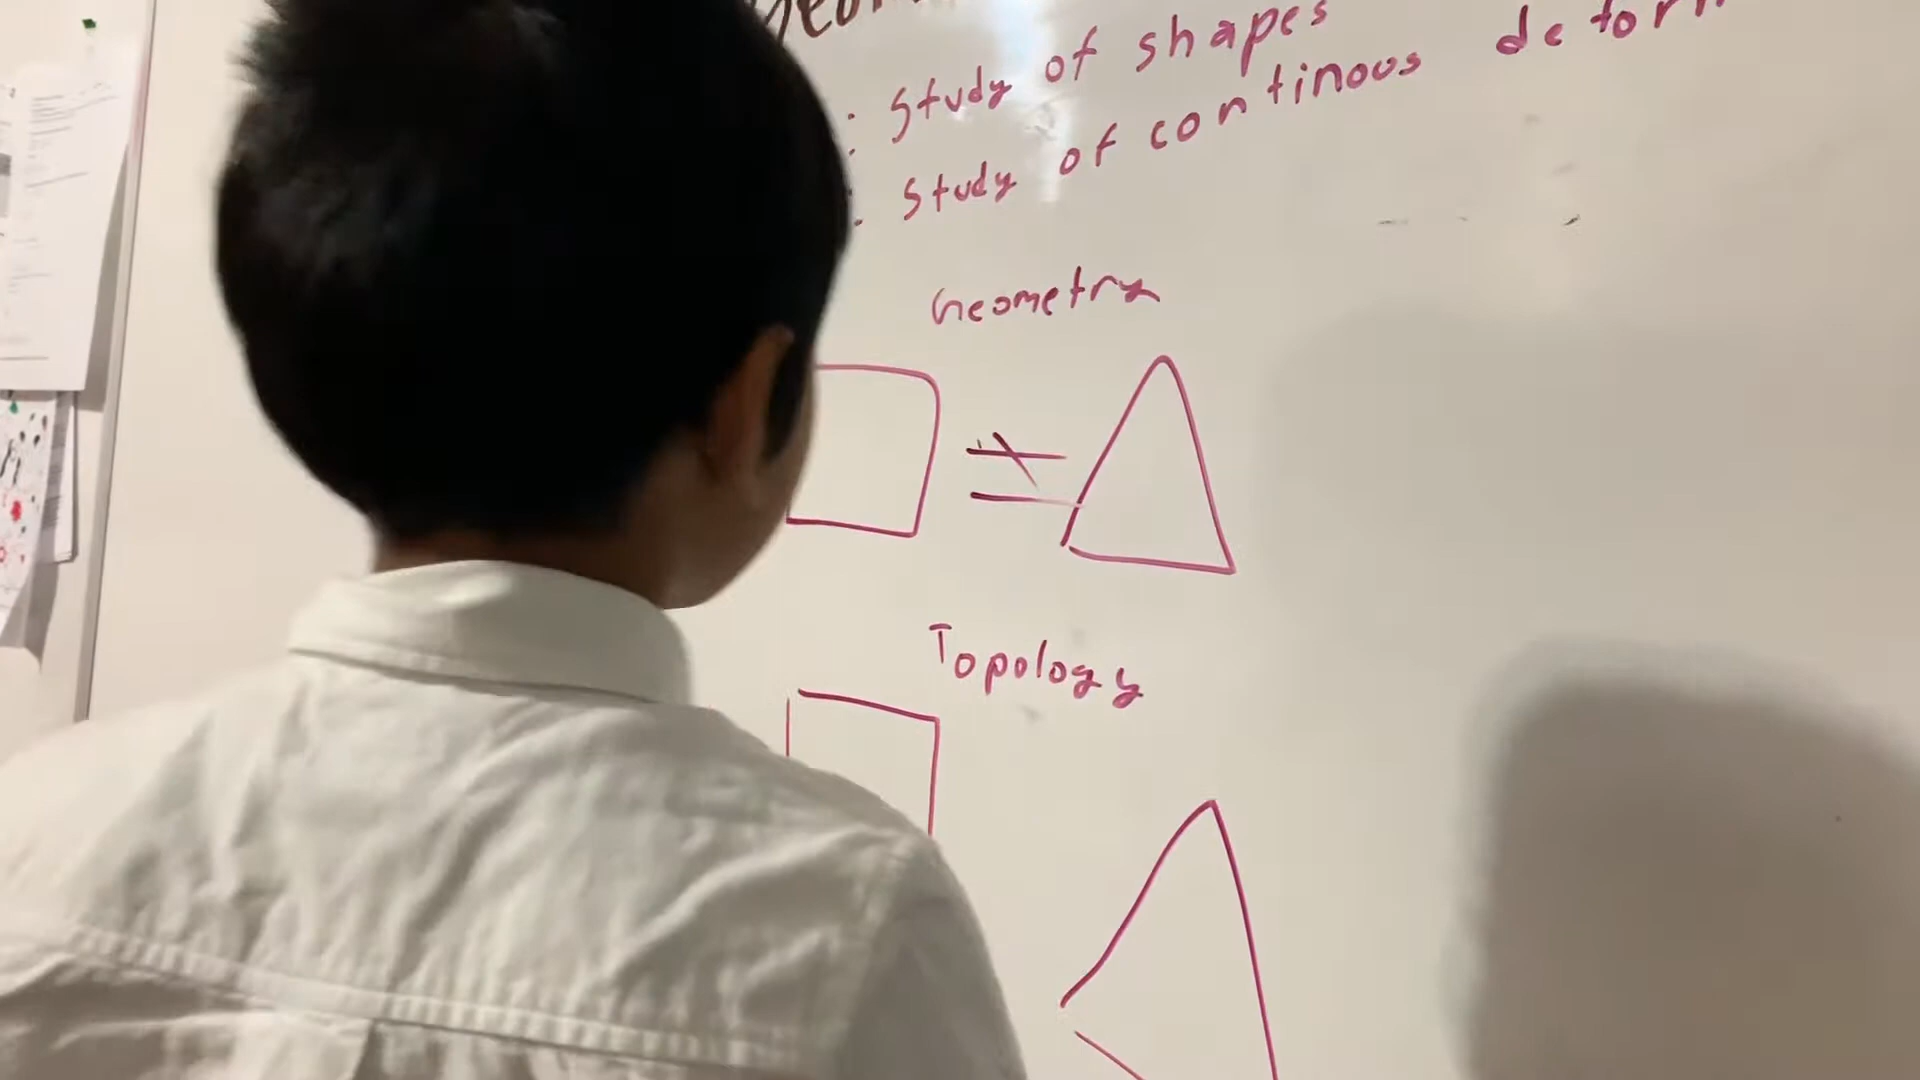 : Study of shapes
: Study of continous deform
Geometry
Topology